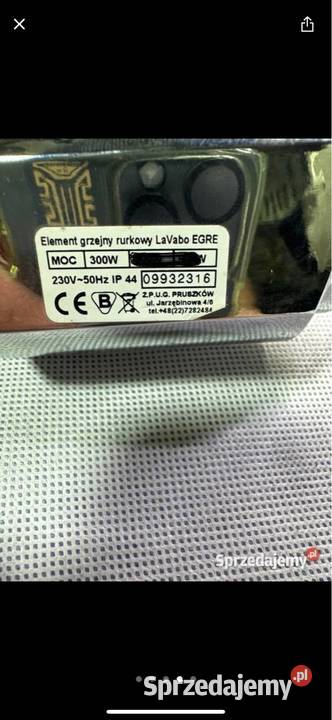 Element grzejny rurkowy LaVabo EGRE
MOC 300W W
230V~50Hz IP 44 09932316
CE B Z.P.U.G. PRUSZKÓW
ul. Jarzębinowa 4/6
tel.+48(22)7282484
Sprzedajemy.pl
Sprzedajemy.pl